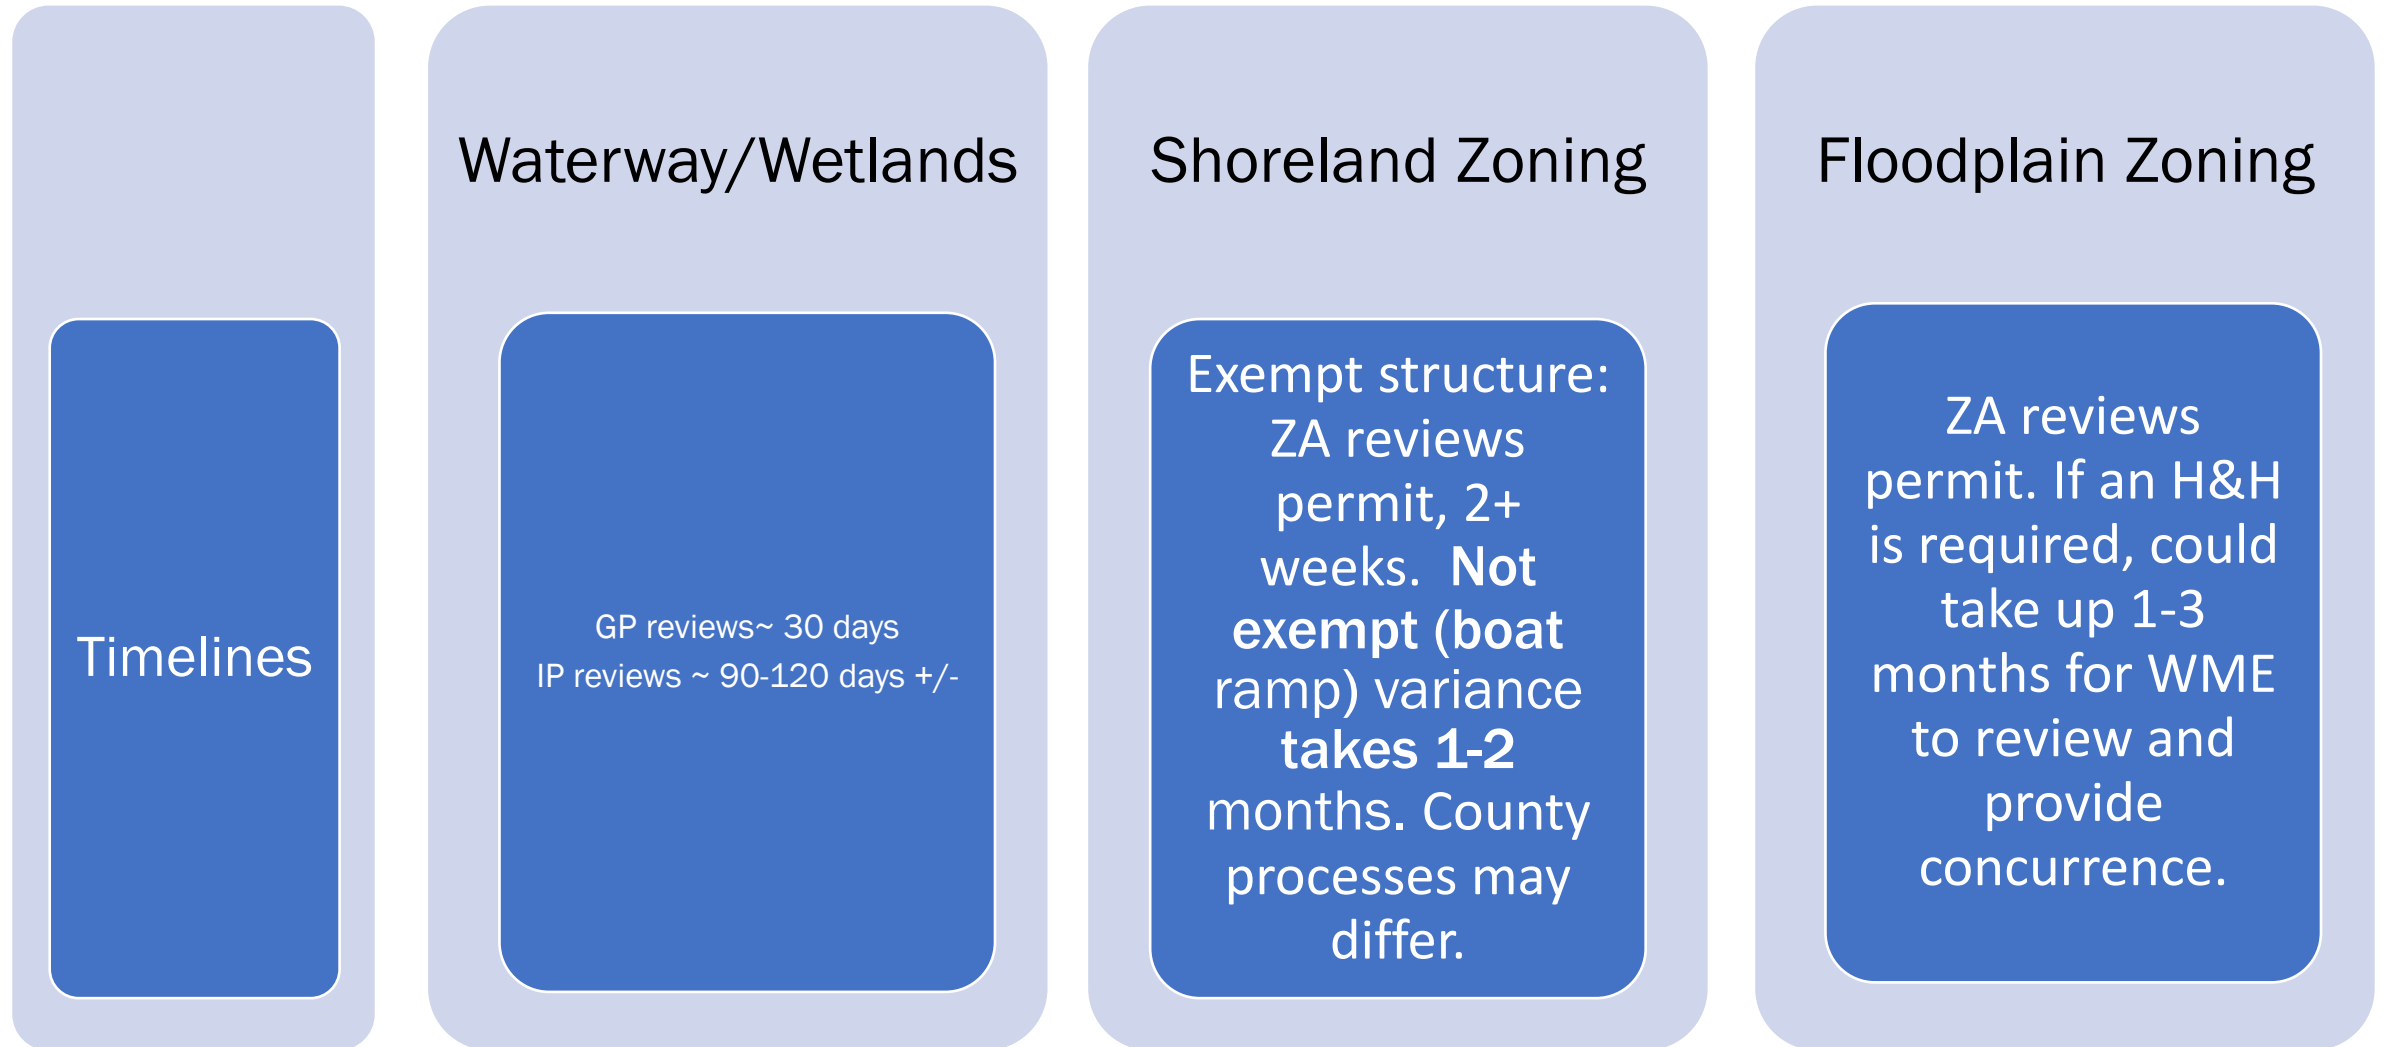 Timelines
Waterway/Wetlands
GP reviews~ 30 days
IP reviews ~ 90-120 days +/-
Shoreland Zoning
Exempt structure:
ZA reviews
permit, 2+
weeks.  Not
exempt (boat
ramp) variance
takes 1-2
months. County
processes may
differ.
Floodplain Zoning
ZA reviews
permit. If an H&H
is required, could
take up 1-3
months for WME
to review and
provide
concurrence.